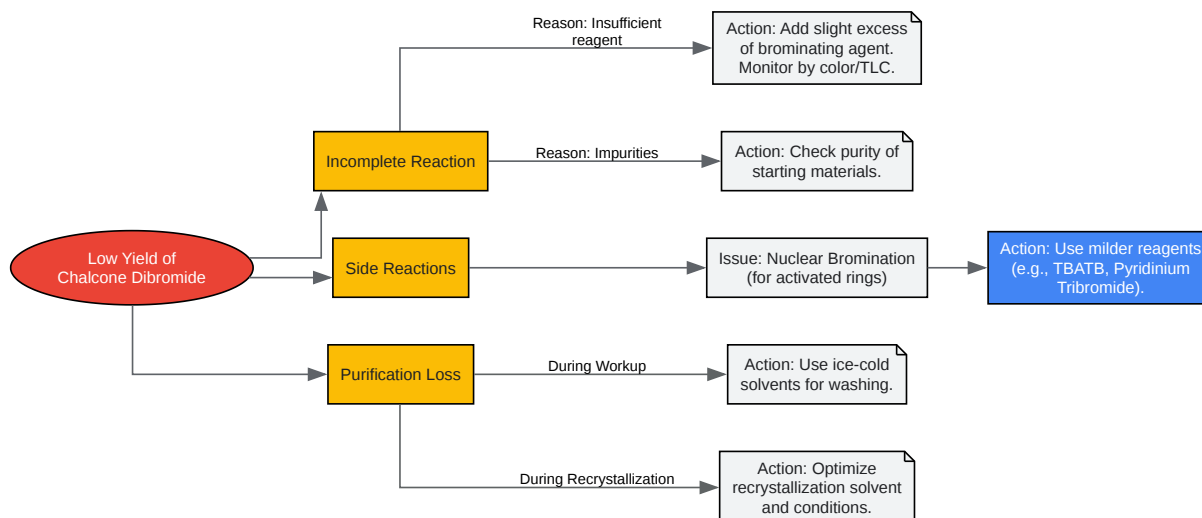 Reason: Insufficient
reagent
Action: Add slight excess
of brominating agent.
Monitor by color/TLC.
Incomplete Reaction
Reason: Impurities
Action: Check purity of
starting materials.
Low Yield of
Chalcone Dibromide
Side Reactions
Issue: Nuclear Bromination
(for activated rings)
Action: Use milder reagents
(e.g., TBATB, Pyridinium
Tribromide).
Purification Loss
During Workup
Action: Use ice-cold
solvents for washing.
During Recrystallization
Action: Optimize
recrystallization solvent
and conditions.